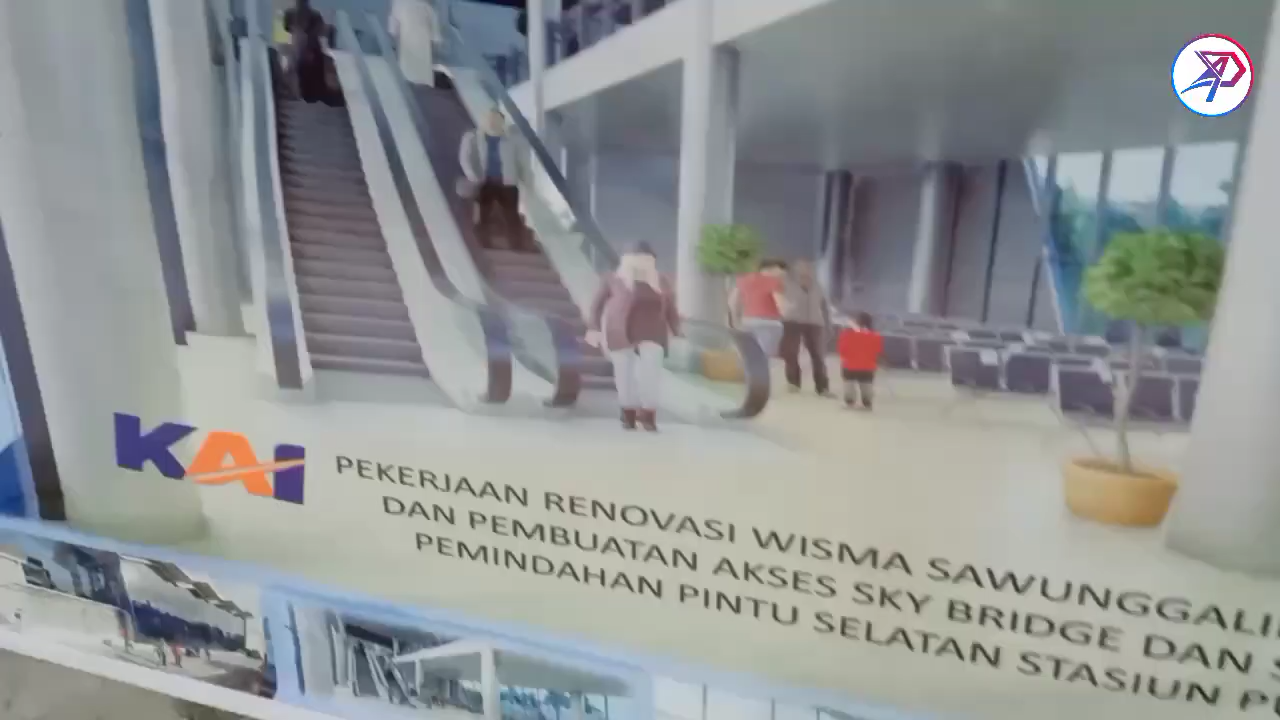 KAI
PEKERJAAN RENOVASI WISMA
DAN PEMBUATAN AKSES SKY BRIDGE DAN
PEMINDAHAN PINTU SELATAN STASIUN